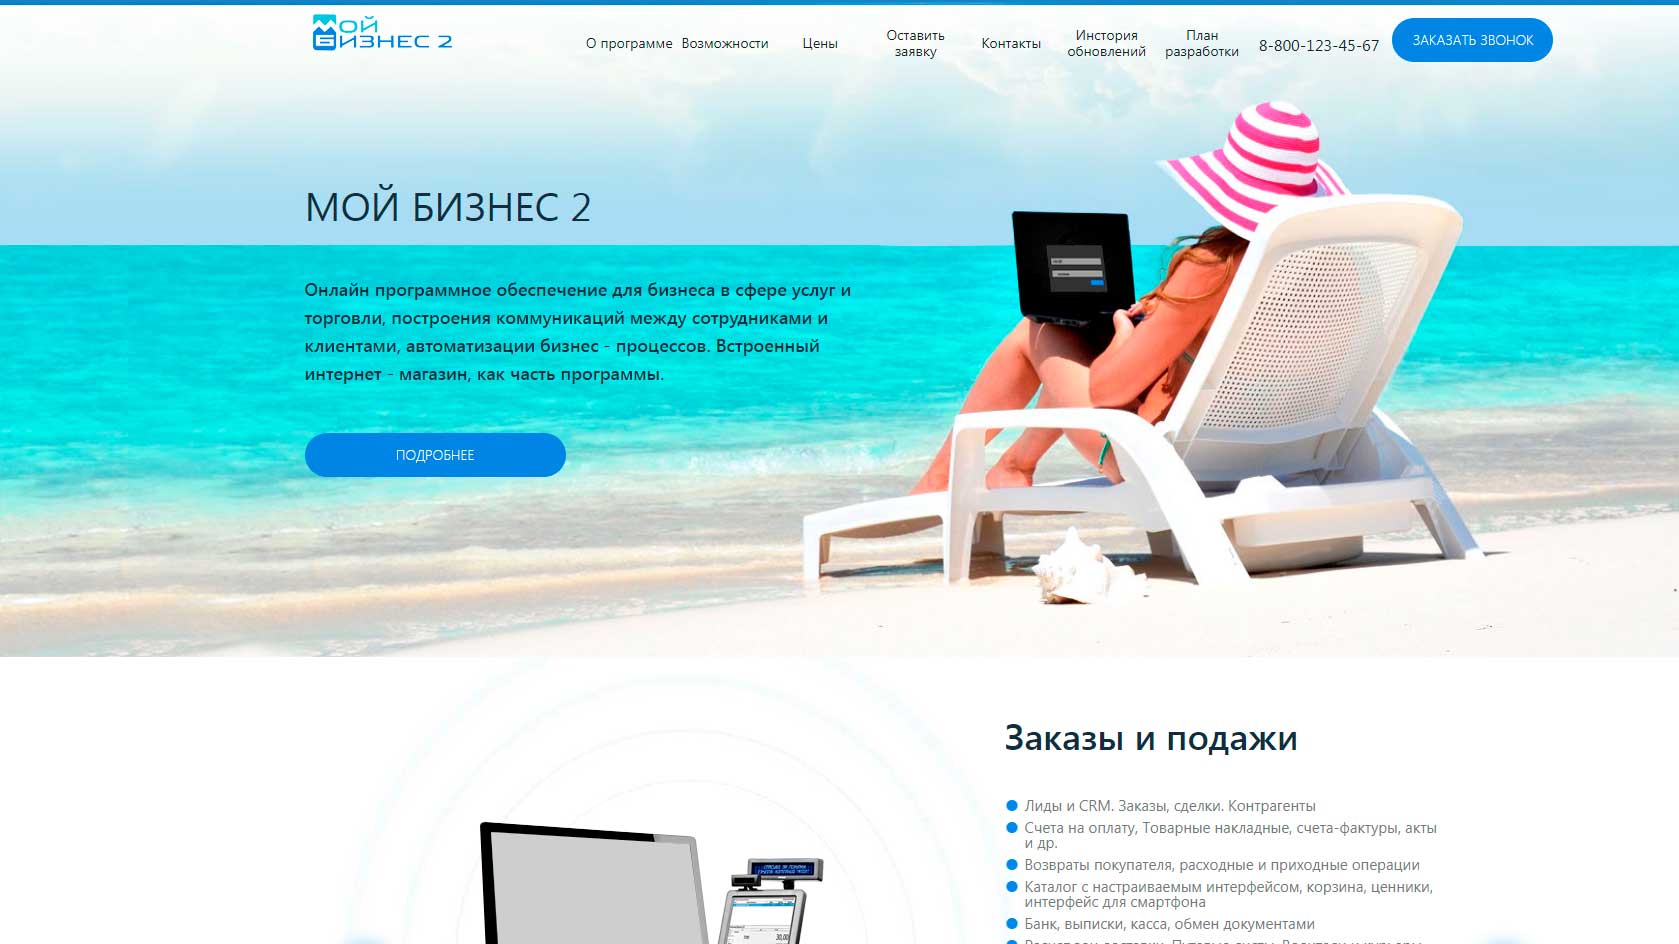 Мой
Бизнес 2
О программе
Возможности
Цены
Оставить
заявку
Контакты
Инстория
обновлений
План
разработки
8-800-123-45-67
ЗАКАЗАТЬ ЗВОНОК
МОЙ БИЗНЕС 2
Онлайн программное обеспечение для бизнеса в сфере услуг и
торговли, построения коммуникаций между сотрудниками и
клиентами, автоматизации бизнес - процессов. Встроенный
интернет - магазин, как часть программы.
ПОДРОБНЕЕ
Заказы и подажи
Лиды и CRM. Заказы, сделки. Контрагенты
Счета на оплату, Товарные накладные, счета-фактуры, акты
и др.
Возвраты покупателя, расходные и приходные операции
Каталог с настраиваемым интерфейсом, корзина, ценники,
интерфейс для смартфона
Банк, выписки, касса, обмен документами
30,00